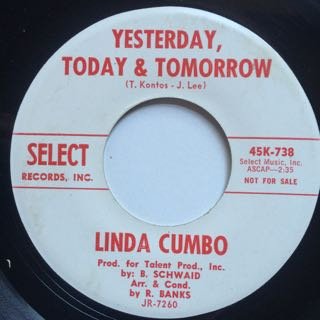 YESTERDAY,
TODAY & TOMORROW
(T. Kontos - J. Lee)
SELECT
RECORDS, INC.
45K-738
Select Music, Inc.
ASCAP-2:35
NOT FOR SALE
LINDA CUMBO
Prod. for Talent Prod., Inc.
by: B. SCHWAID
Arr. & Cond.
by R. BANKS
JR-7260